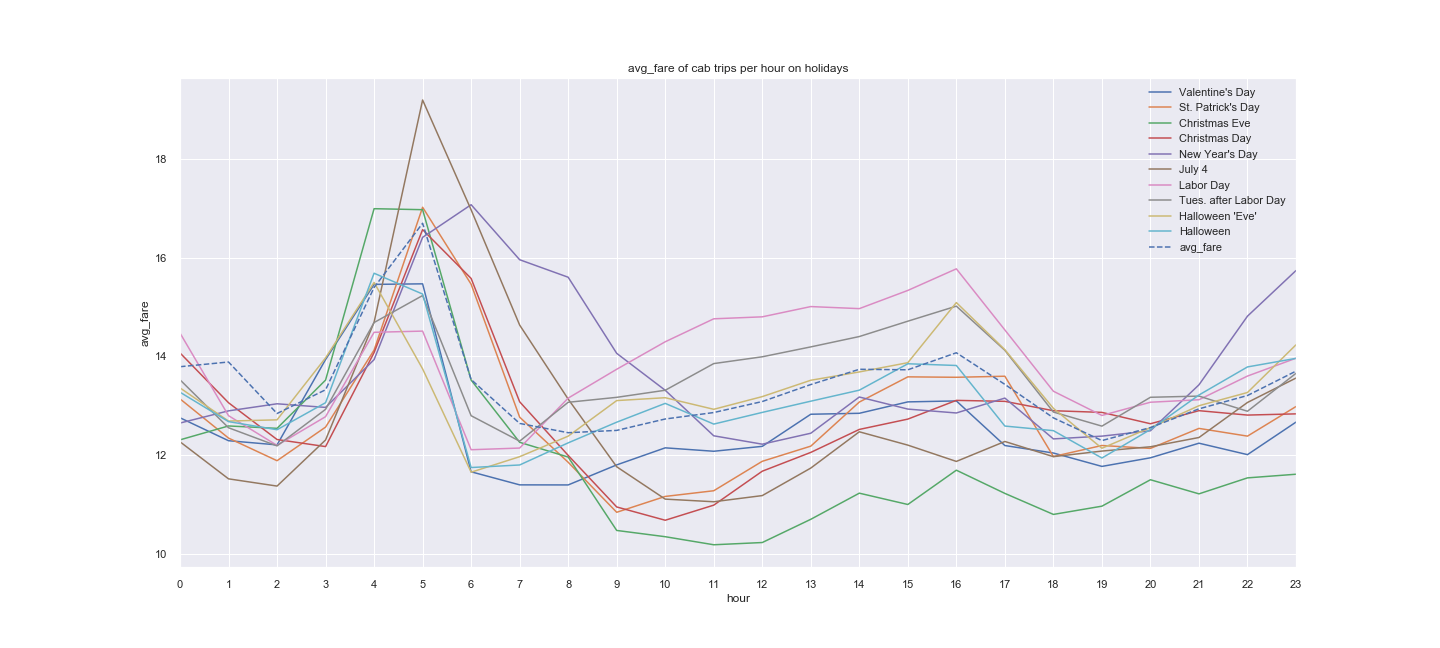 avg_fare of cab trips per hour on holidays
Valentine's Day
St. Patrick's Day
Christmas Eve
Christmas Day
New Year's Day
July 4
Labor Day
Tues. after Labor Day
Halloween 'Eve'
Halloween
avg_fare
avg_fare
18
16
14
12
10
0 1 2 3 4 5 6 7 8 9 10 11 12 13 14 15 16 17 18 19 20 21 22 23
hour